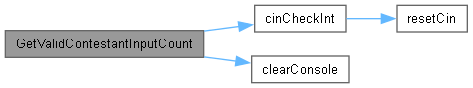 GetValidContestantInputCount
cinCheckInt
resetCin
clearConsole